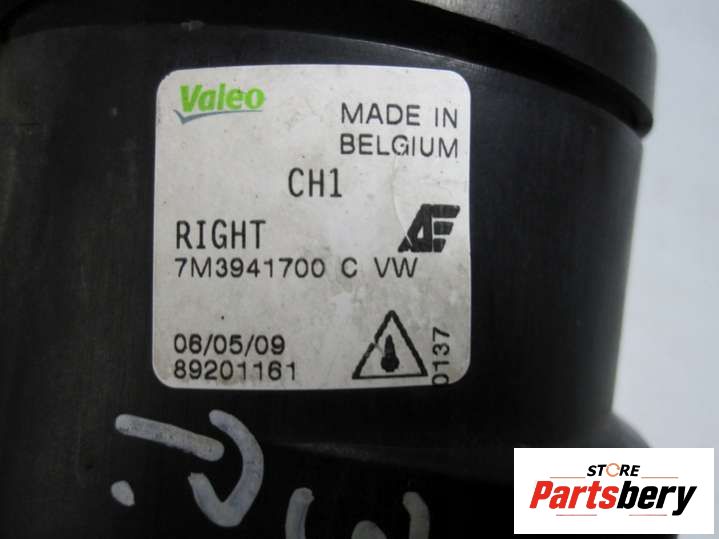 Valeo
MADE IN
BELGIUM
CH1
RIGHT
7M3941700 C VW
06/05/09
89201161
0137
STORE
Partsbery